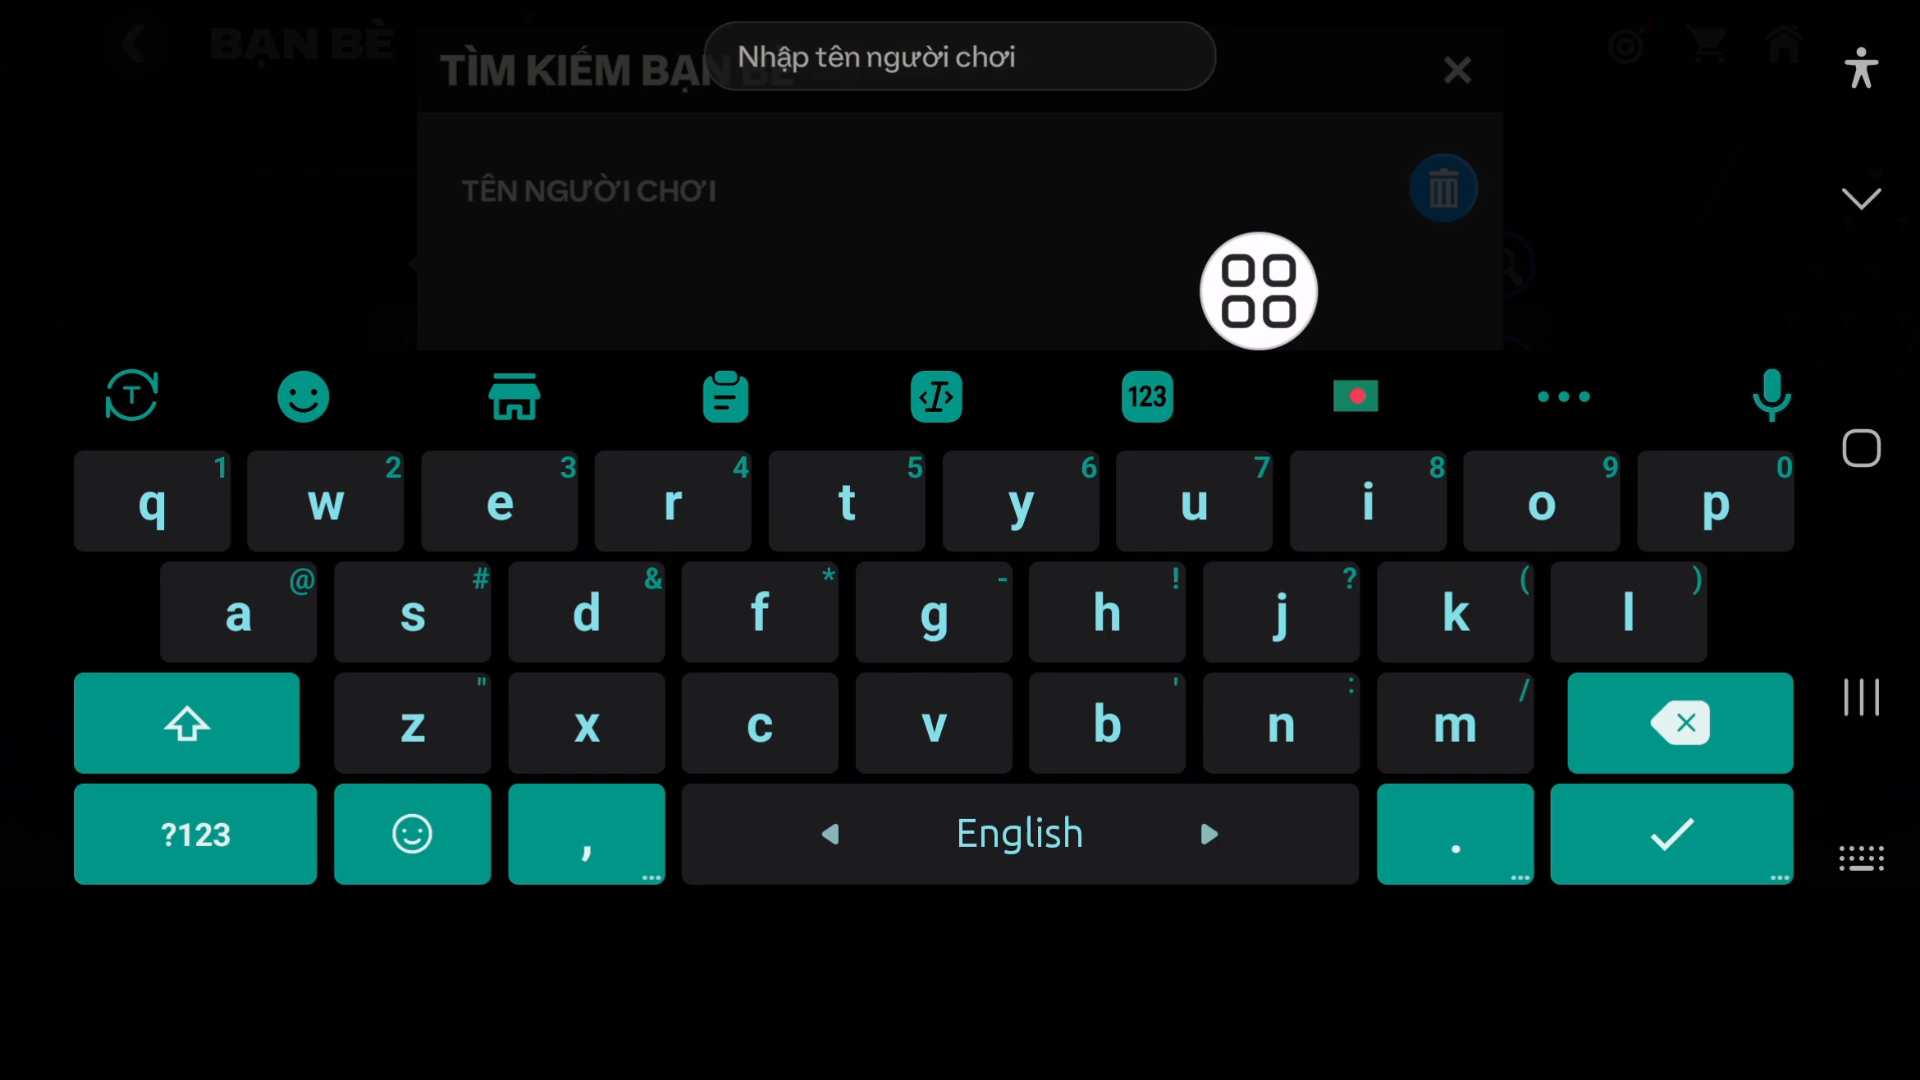 BẠN BÈ
TÌM KIẾM BẠN BÈ
Nhập tên người chơi
TÊN NGƯỜI CHƠI
T
123
q 1 w 2 e 3 r 4 t 5 y 6 u 7 i 8 o 9 p 0
a @ s # d & f * g - h ! j ? k ( l )
z " x c v b ' n : m /
?123 , English .